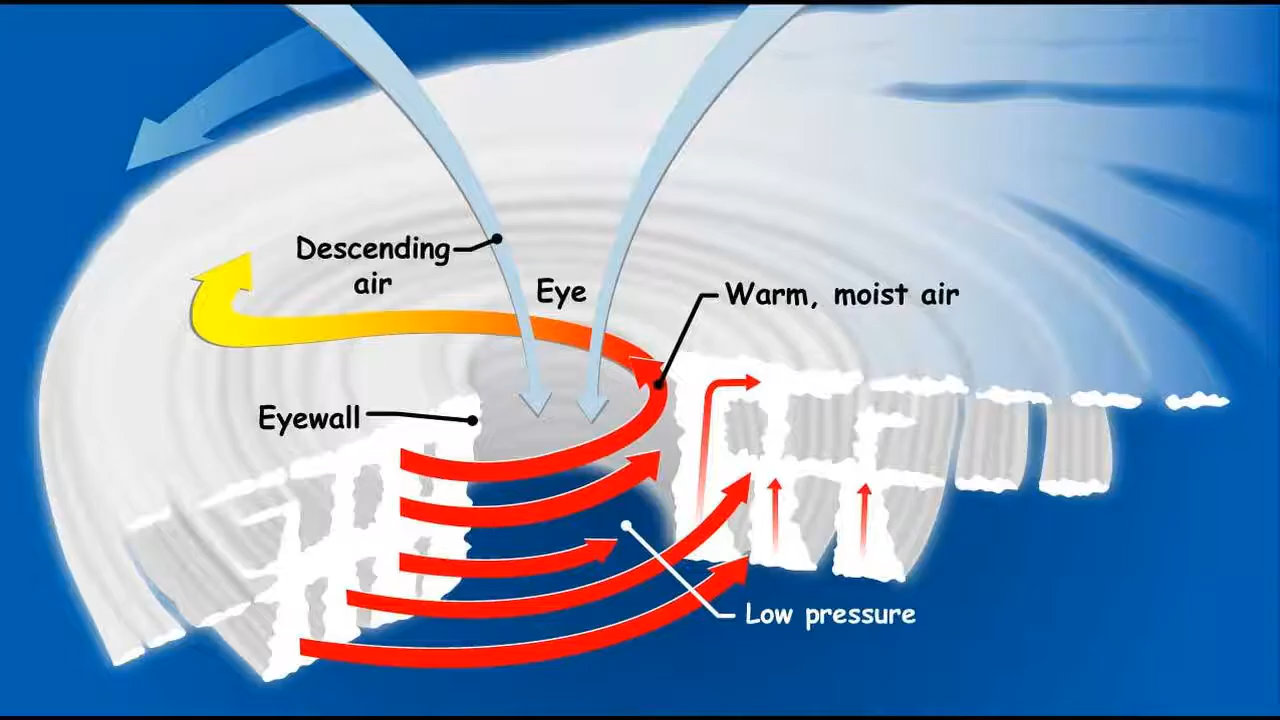 Descending
air
Eye
Warm, moist air
Eyewall
Low pressure